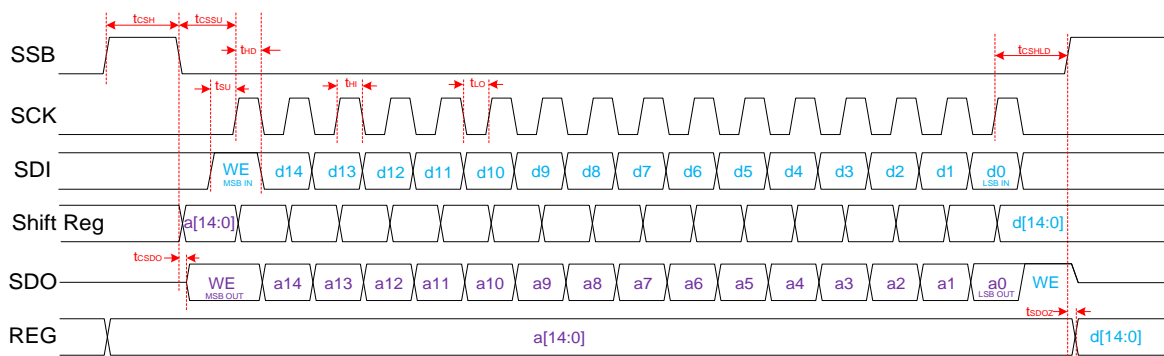 tCSH tCSSU
SSB tHD tCSHLD
tSU tHI tLO
SCK
SDI WE d14 d13 d12 d11 d10 d9 d8 d7 d6 d5 d4 d3 d2 d1 d0
MSB IN LSB IN
Shift Reg a[14:0] d[14:0]
tCSDO
SDO WE a14 a13 a12 a11 a10 a9 a8 a7 a6 a5 a4 a3 a2 a1 a0 WE
MSB OUT LSB OUT
tSDOZ
REG a[14:0] d[14:0]